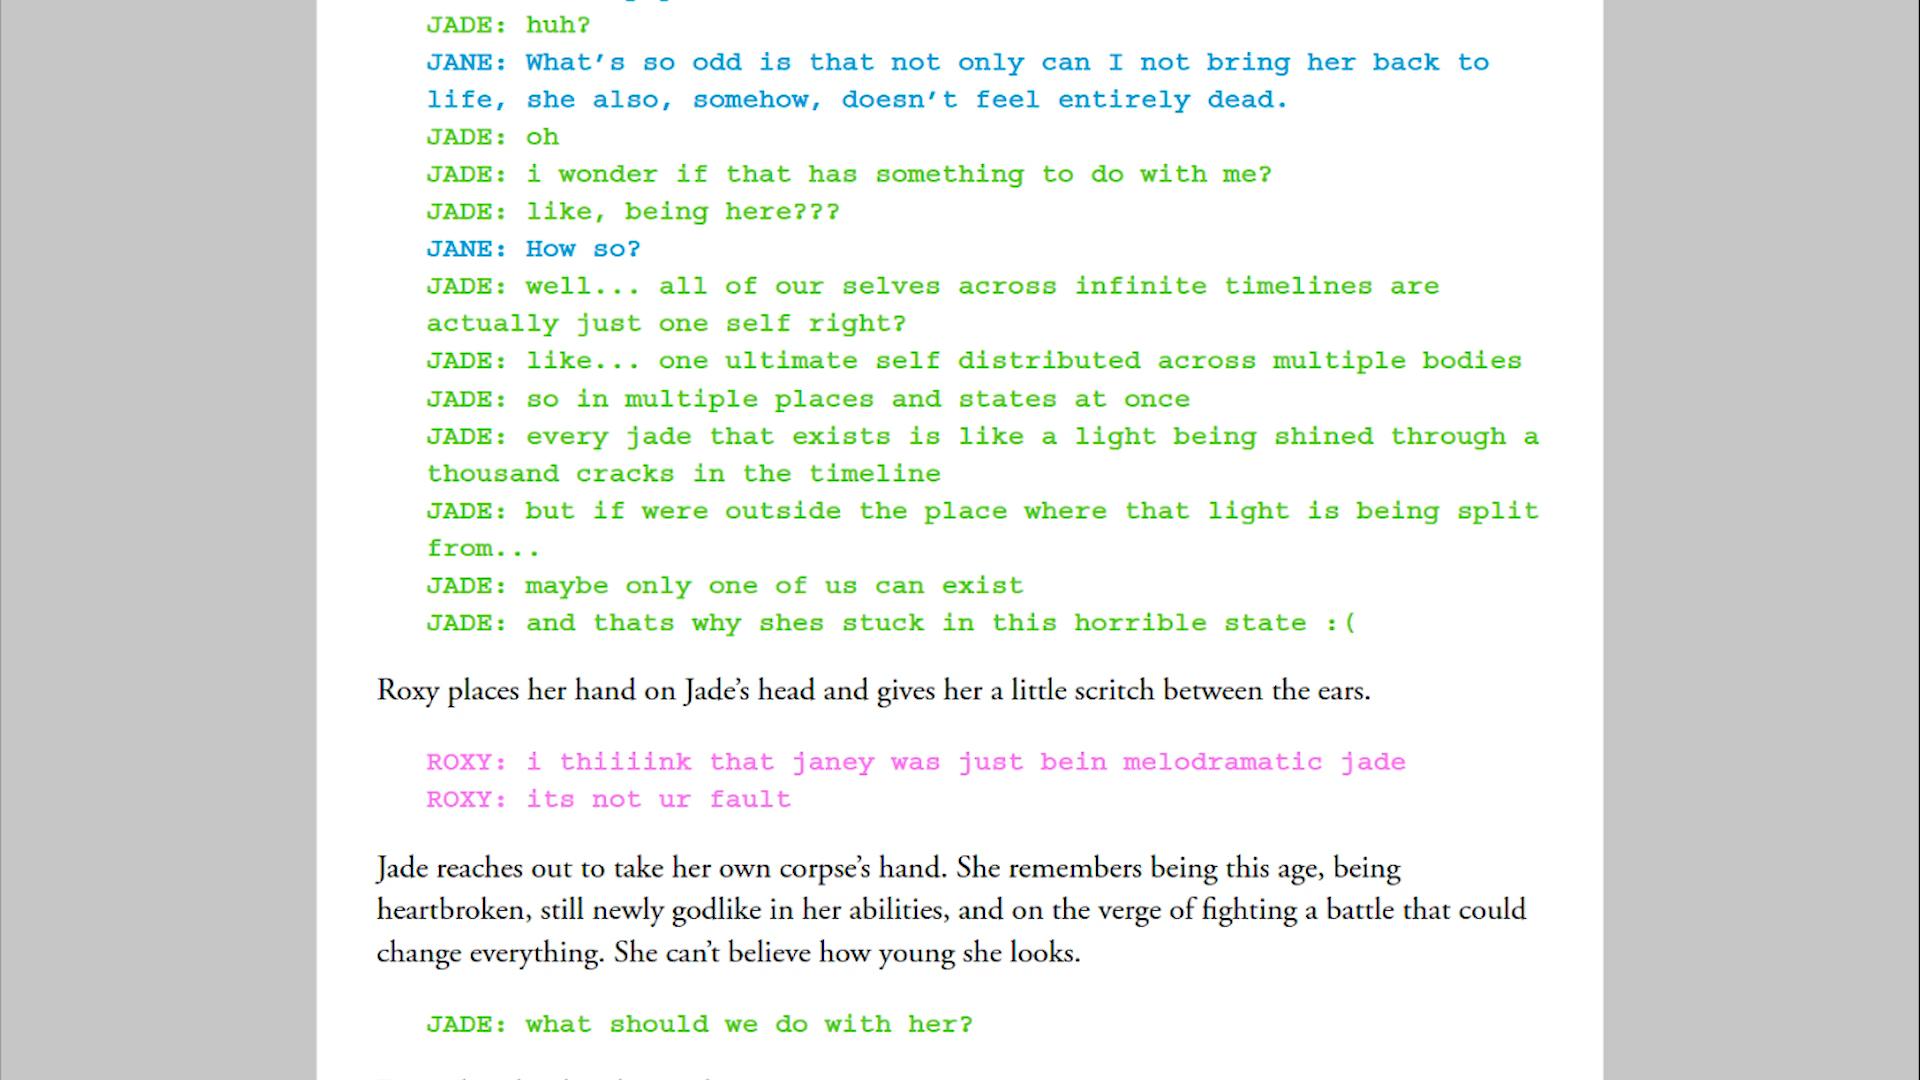 JADE: huh?
JANE: What’s so odd is that not only can I not bring her back to
life, she also, somehow, doesn’t feel entirely dead.
JADE: oh
JADE: i wonder if that has something to do with me?
JADE: like, being here???
JANE: How so?
JADE: well... all of our selves across infinite timelines are
actually just one self right?
JADE: like... one ultimate self distributed across multiple bodies
JADE: so in multiple places and states at once
JADE: every jade that exists is like a light being shined through a
thousand cracks in the timeline
JADE: but if were outside the place where that light is being split
from...
JADE: maybe only one of us can exist
JADE: and thats why shes stuck in this horrible state :(
Roxy places her hand on Jade’s head and gives her a little scritch between the ears.
ROXY: i thiiiink that janey was just bein melodramatic jade
ROXY: its not ur fault
Jade reaches out to take her own corpse’s hand. She remembers being this age, being
heartbroken, still newly godlike in her abilities, and on the verge of fighting a battle that could
change everything. She can’t believe how young she looks.
JADE: what should we do with her?